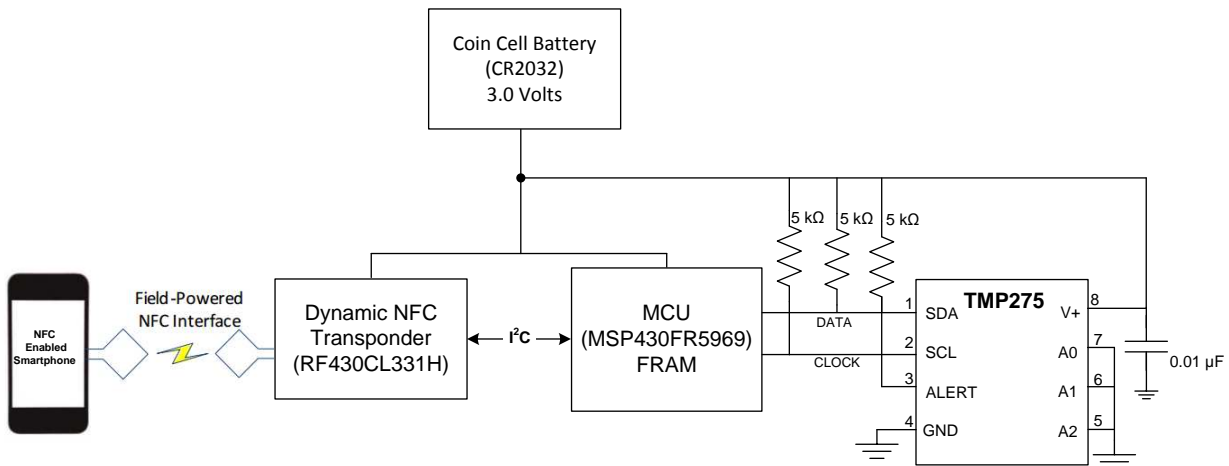 Coin Cell Battery
(CR2032)
3.0 Volts
5 kΩ
5 kΩ
5 kΩ
NFC
Enabled
Smartphone
Field-Powered
NFC Interface
Dynamic NFC
Transponder
(RF430CL331H)
I²C
MCU
(MSP430FR5969)
FRAM
DATA
CLOCK
TMP275
1
SDA
2
SCL
3
ALERT
4
GND
8
V+
7
A0
6
A1
5
A2
0.01 µF